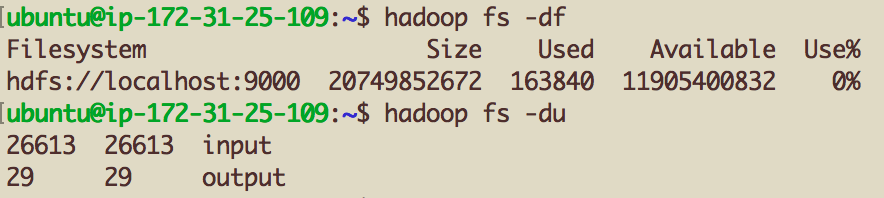 [ubuntu@ip-172-31-25-109:~$ hadoop fs -df
Filesystem Size Used Available Use%
hdfs://localhost:9000 20749852672 163840 11905400832 0%
[ubuntu@ip-172-31-25-109:~$ hadoop fs -du
26613 26613 input
29 29 output